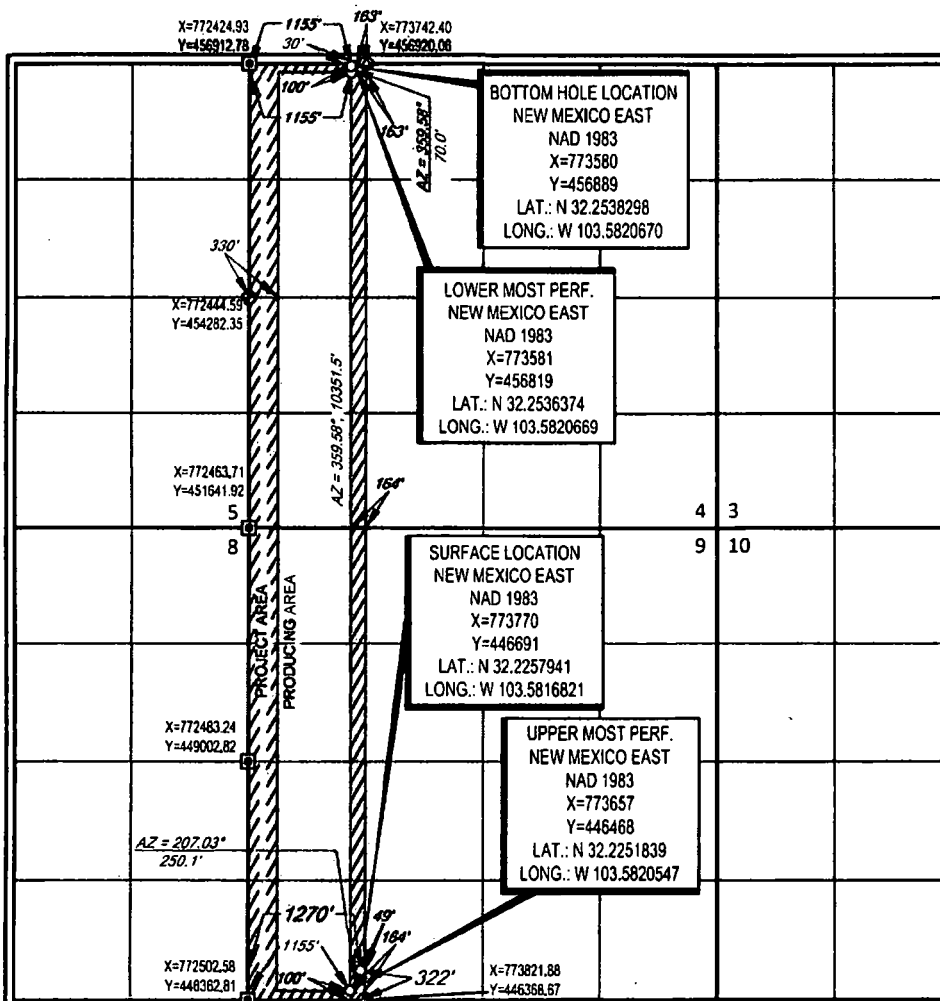 X=772424.93
Y=456912.78
1155'
30'
163'
X=773742.40
Y=456920.08
100'
1155'
163'
AZ = 359.58°
70.0'
BOTTOM HOLE LOCATION
NEW MEXICO EAST
NAD 1983
X=773580
Y=456889
LAT.: N 32.2538298
LONG.: W 103.5820670
330'
X=772444.59
Y=454282.35
LOWER MOST PERF.
NEW MEXICO EAST
NAD 1983
X=773581
Y=456819
LAT.: N 32.2536374
LONG.: W 103.5820669
AZ = 359.58°, 10351.5'
X=772463.71
Y=451641.92
164'
5
8
4 3
9 10
SURFACE LOCATION
NEW MEXICO EAST
NAD 1983
X=773770
Y=446691
LAT.: N 32.2257941
LONG.: W 103.5816821
PROJECT AREA
PRODUCING AREA
X=772483.24
Y=449002.82
UPPER MOST PERF.
NEW MEXICO EAST
NAD 1983
X=773657
Y=446468
LAT.: N 32.2251839
LONG.: W 103.5820547
AZ = 207.03°
250.1'
1270'
49'
1155'
164'
X=772502.58
Y=448362.81
100'
322'
X=773821.88
Y=446368.67